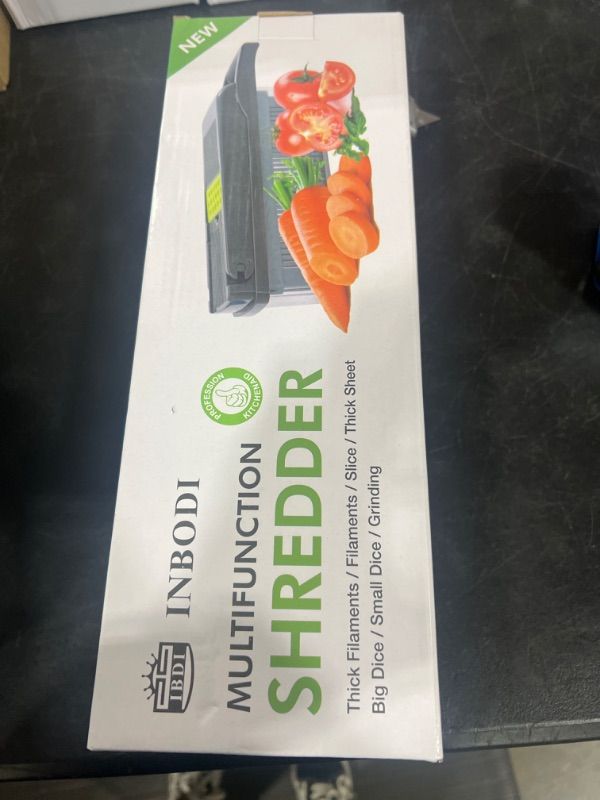 NEW
IBDI
INBODI
PROFESSION
KITCHENAID
MULTIFUNCTION
SHREDDER
Thick Filaments / Filaments / Slice / Thick Sheet
Big Dice / Small Dice / Grinding